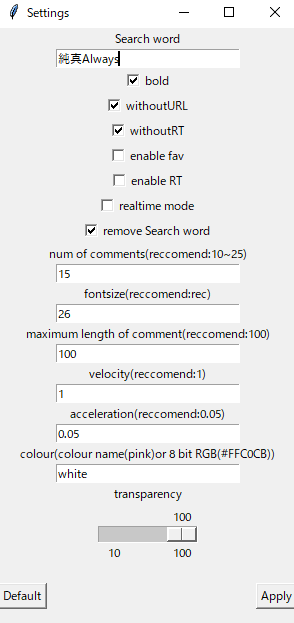 Settings
Search word
純真Always
bold
withoutURL
withoutRT
enable fav
enable RT
realtime mode
remove Search word
num of comments(reccomend:10~25)
15
fontsize(reccomend:rec)
26
maximum length of comment(reccomend:100)
100
velocity(reccomend:1)
1
acceleration(reccomend:0.05)
0.05
colour(colour name(pink)or 8 bit RGB(#FFC0CB))
white
transparency
100
10 100
Default Apply